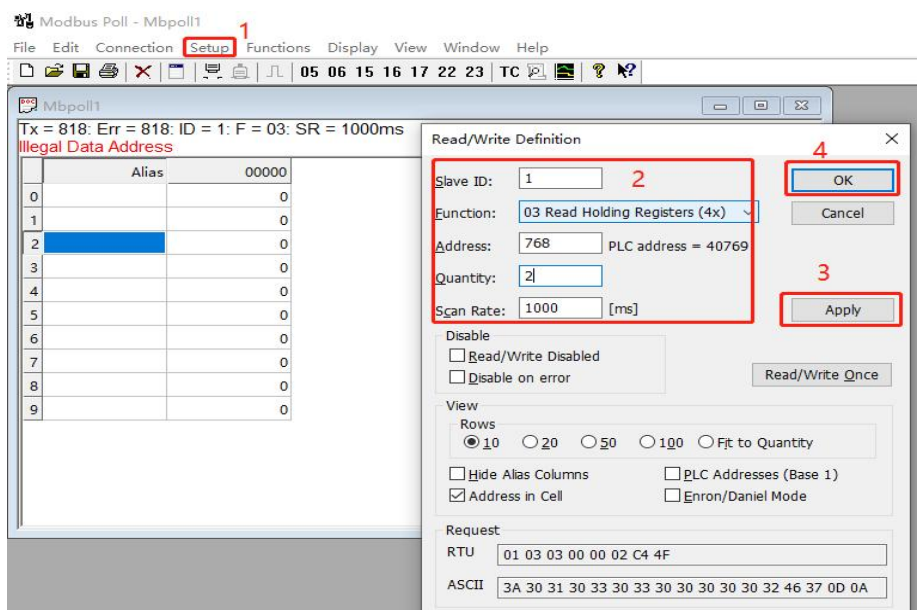 Modbus Poll - Mbpoll1
1
File Edit Connection Setup Functions Display View Window Help
05 06 15 16 17 22 23 TC
Mbpoll1
Tx = 818: Err = 818: ID = 1: F = 03: SR = 1000ms
Illegal Data Address
Alias 00000
0 0
1 0
2 0
3 0
4 0
5 0
6 0
7 0
8 0
9 0
Read/Write Definition
4
Slave ID: 1 2 OK
Function: 03 Read Holding Registers (4x) Cancel
Address: 768 PLC address = 40769
Quantity: 2 3
Scan Rate: 1000 [ms] Apply
Disable
Read/Write Disabled
Disable on error Read/Write Once
View
Rows
10 20 50 100 Fit to Quantity
Hide Alias Columns PLC Addresses (Base 1)
Address in Cell Enron/Daniel Mode
Request
RTU 01 03 03 00 00 02 C4 4F
ASCII 3A 30 31 30 33 30 33 30 30 30 30 30 32 46 37 0D 0A